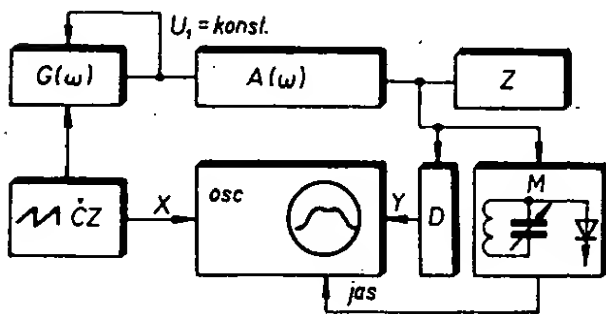 U₁ = konst.
G(ω)
A(ω)
Z
ČZ
X
osc
Y
D
M
jas